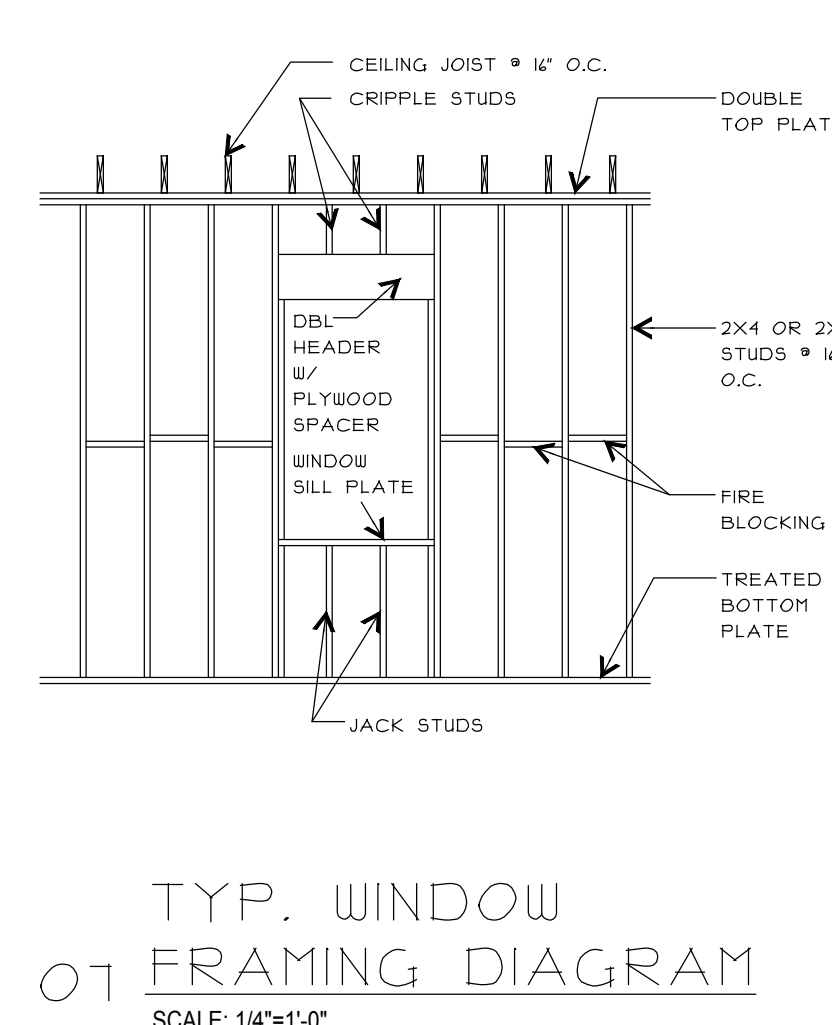 CEILING JOIST @ 16" O.C.
CRIPPLE STUDS
DOUBLE
TOP PLAT
DBL
HEADER
W/
PLYWOOD
SPACER
WINDOW
SILL PLATE
2X4 OR 2X
STUDS @ 16
O.C.
FIRE
BLOCKING
TREATED
BOTTOM
PLATE
JACK STUDS
TYP. WINDOW
07 FRAMING DIAGRAM
SCALE: 1/4"=1'-0"